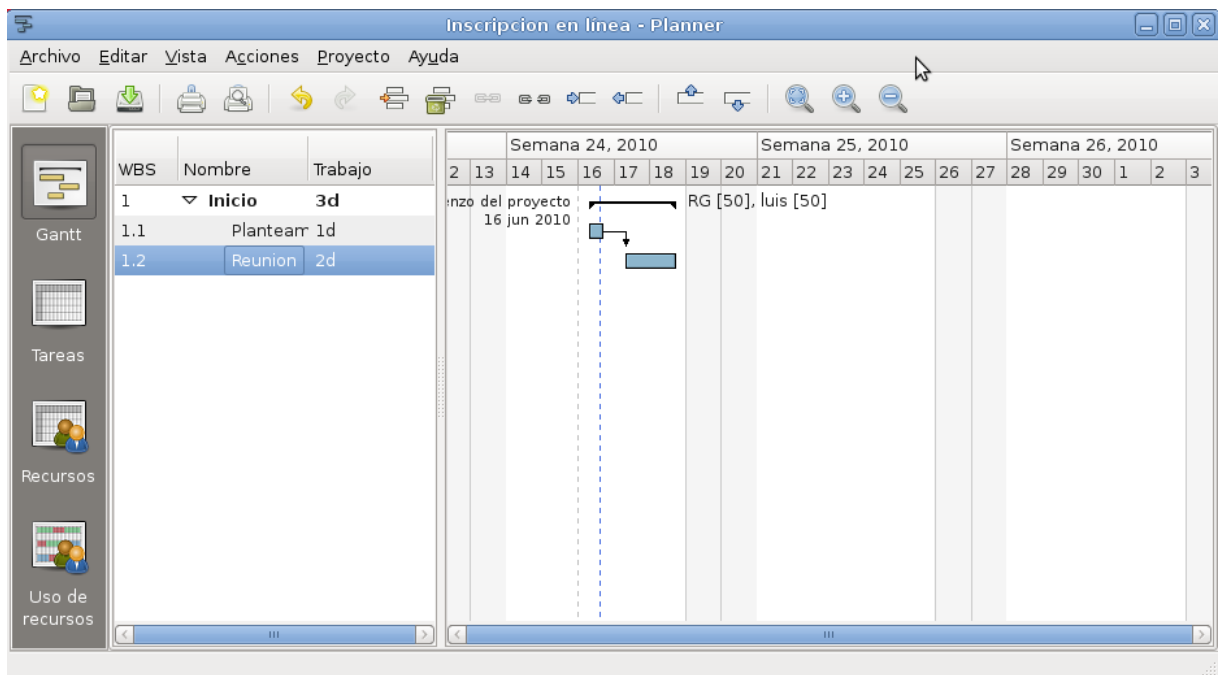 Inscripcion en línea - Planner
Archivo Editar Vista Acciones Proyecto Ayuda
Semana 24, 2010 Semana 25, 2010 Semana 26, 2010
WBS Nombre Trabajo
2 13 14 15 16 17 18 19 20 21 22 23 24 25 26 27 28 29 30 1 2 3
1 Inicio 3d
enzo del proyecto RG [50], luis [50]
16 jun 2010
1.1 Planteam 1d
1.2 Reunion 2d
Gantt
Tareas
Recursos
Uso de
recursos